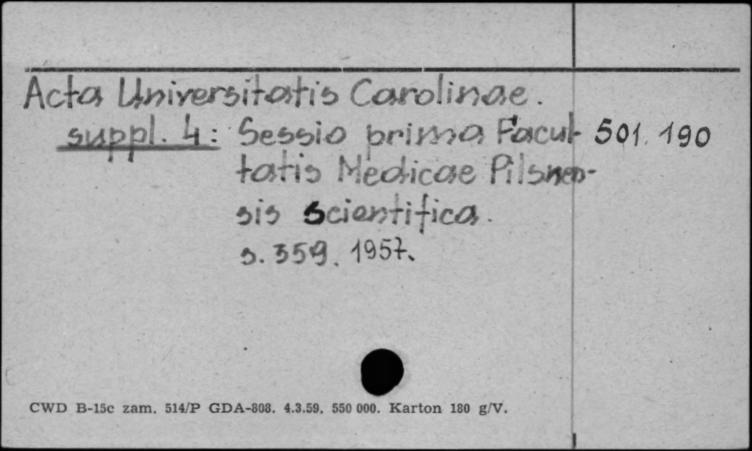 Acta Universitatis Carolinae.
suppl. 4: Sessio prima Facul- 501.190
tatis Medicae Pilsnen-
sis Scientifica.
s. 359. 1957.
CWD B-15c zam. 514/P GDA-808. 4.3.59. 550 000. Karton 180 g/V.